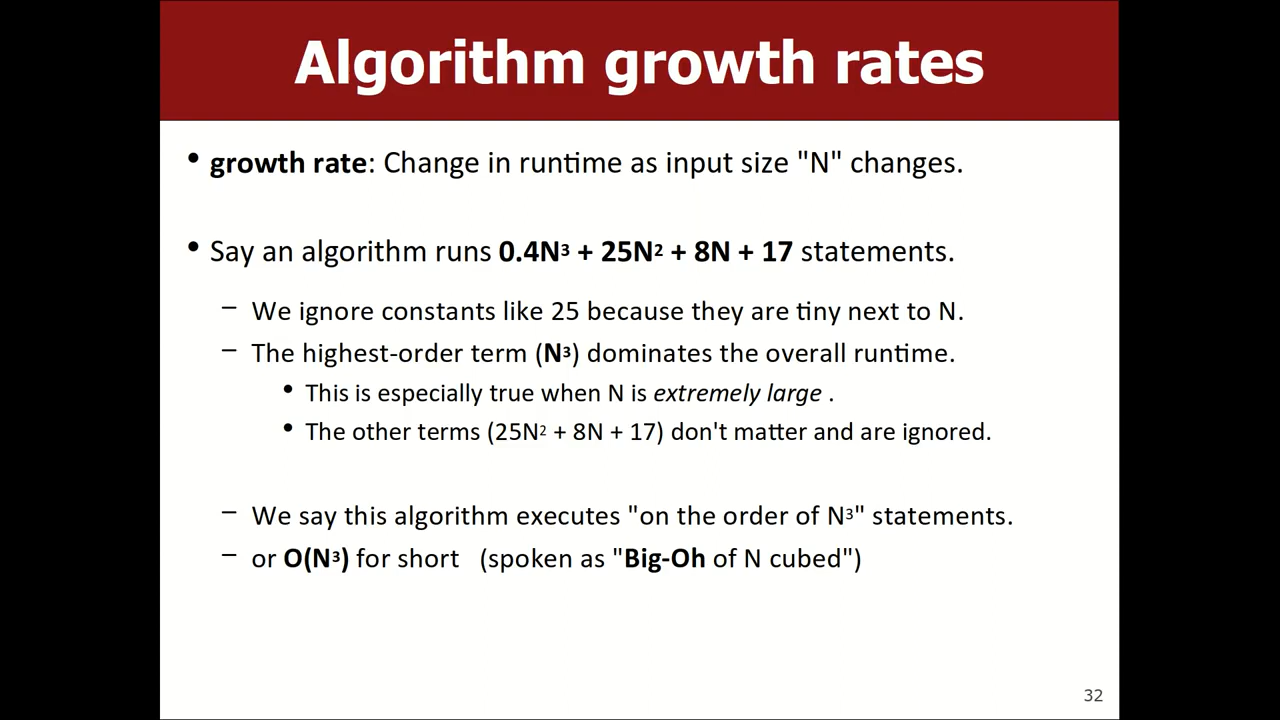 Algorithm growth rates
• growth rate: Change in runtime as input size "N" changes.
• Say an algorithm runs 0.4N³ + 25N² + 8N + 17 statements.
– We ignore constants like 25 because they are tiny next to N.
– The highest-order term (N³) dominates the overall runtime.
• This is especially true when N is extremely large .
• The other terms (25N² + 8N + 17) don't matter and are ignored.
– We say this algorithm executes "on the order of N³" statements.
– or O(N³) for short (spoken as "Big-Oh of N cubed")
32